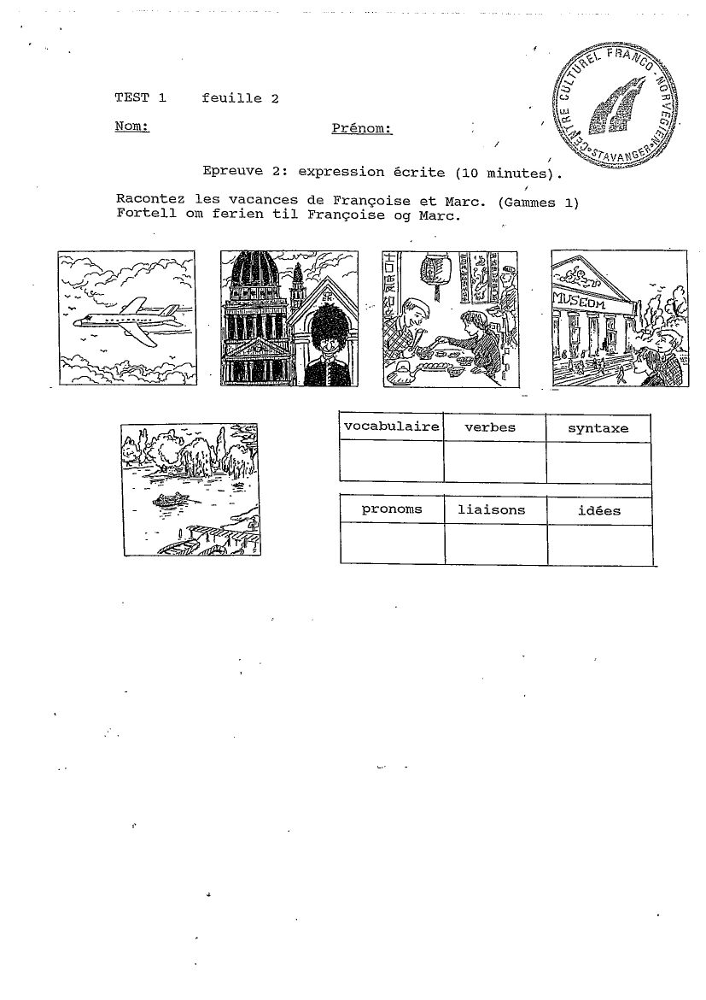 CENTRE CULTUREL FRANCO-NORVEGIEN
STAVANGER
TEST 1 feuille 2
Nom: Prénom:
Epreuve 2: expression écrite (10 minutes).
Racontez les vacances de Françoise et Marc. (Gammes 1)
Fortell om ferien til Françoise og Marc.
MUSEUM
vocabulaire verbes syntaxe
pronoms liaisons idées